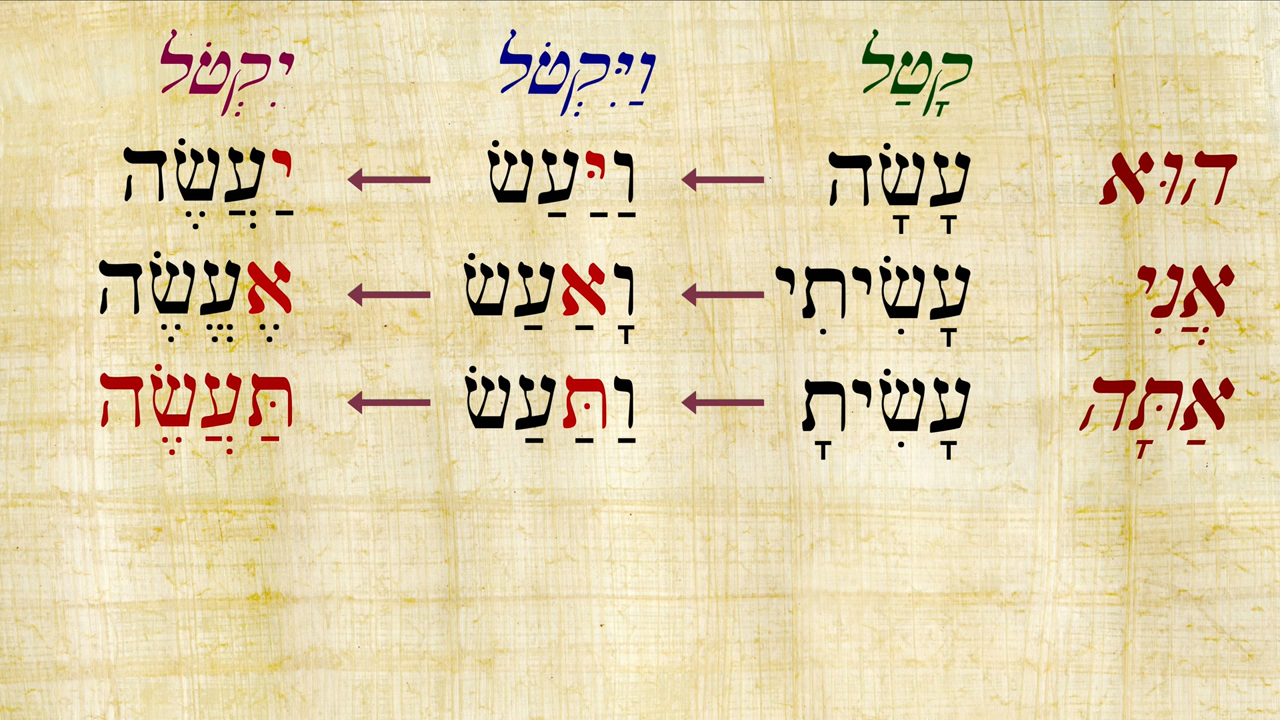 קָטַל וַיִּקְטֹל יִקְטֹל
הוּא עָשָׂה ← וַיַּעַשׂ ← יַעֲשֶׂה
אֲנִי עָשִׂיתִי ← וָאַעַשׂ ← אֶעֱשֶׂה
אַתָּה עָשִׂיתָ ← וַתַּעַשׂ ← תַּעֲשֶׂה